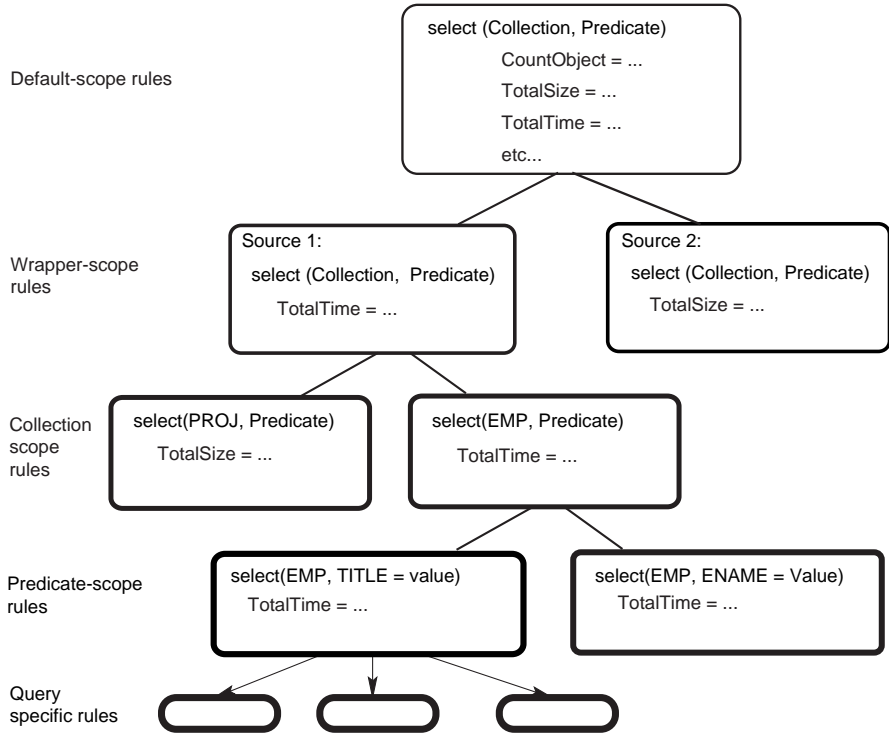 select (Collection, Predicate)
CountObject = ...
Default-scope rules
TotalSize = ...
TotalTime = ...
etc...
Source 1:
Source 2:
Wrapper-scope
rules
select (Collection, Predicate)
select (Collection, Predicate)
TotalTime = ...
TotalSize = ...
Collection
scope
rules
select(PROJ, Predicate)
TotalSize = ...
select(EMP, Predicate)
TotalTime = ...
Predicate-scope
rules
select(EMP, TITLE = value)
TotalTime = ...
select(EMP, ENAME = Value)
TotalTime = ...
Query
specific rules